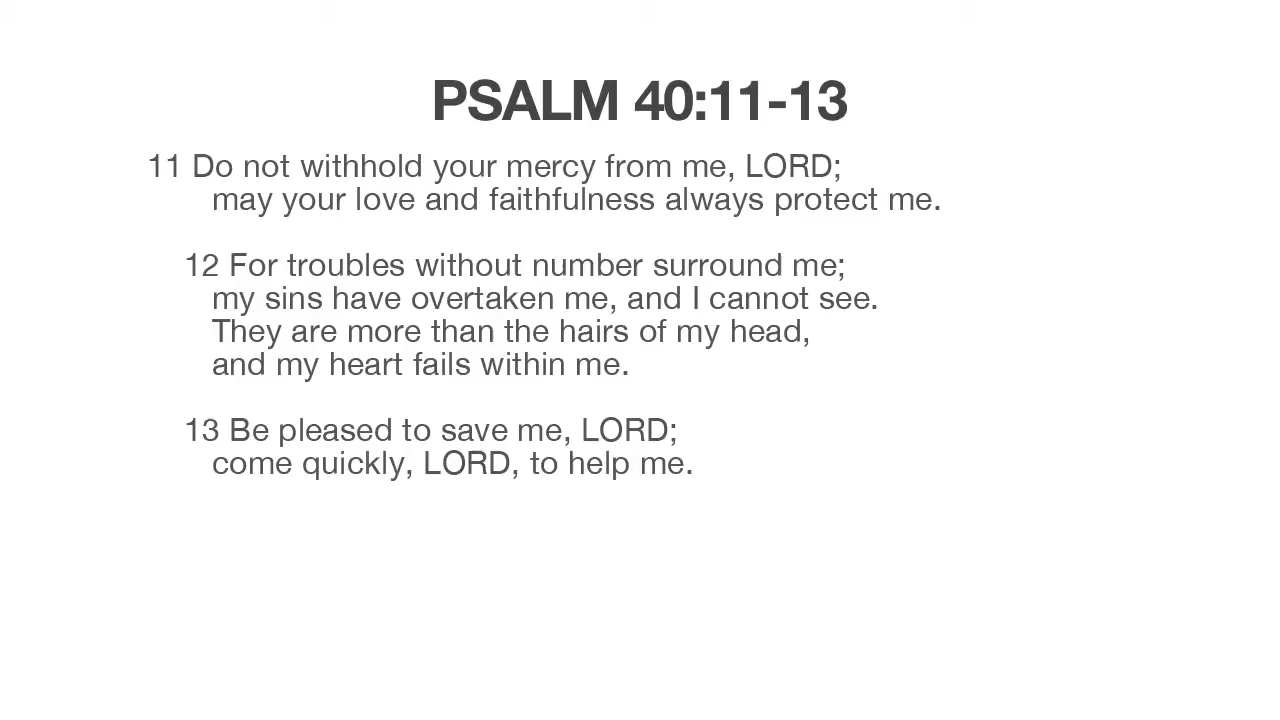 PSALM 40:11-13
11 Do not withhold your mercy from me, LORD;
may your love and faithfulness always protect me.
12 For troubles without number surround me;
my sins have overtaken me, and I cannot see.
They are more than the hairs of my head,
and my heart fails within me.
13 Be pleased to save me, LORD;
come quickly, LORD, to help me.